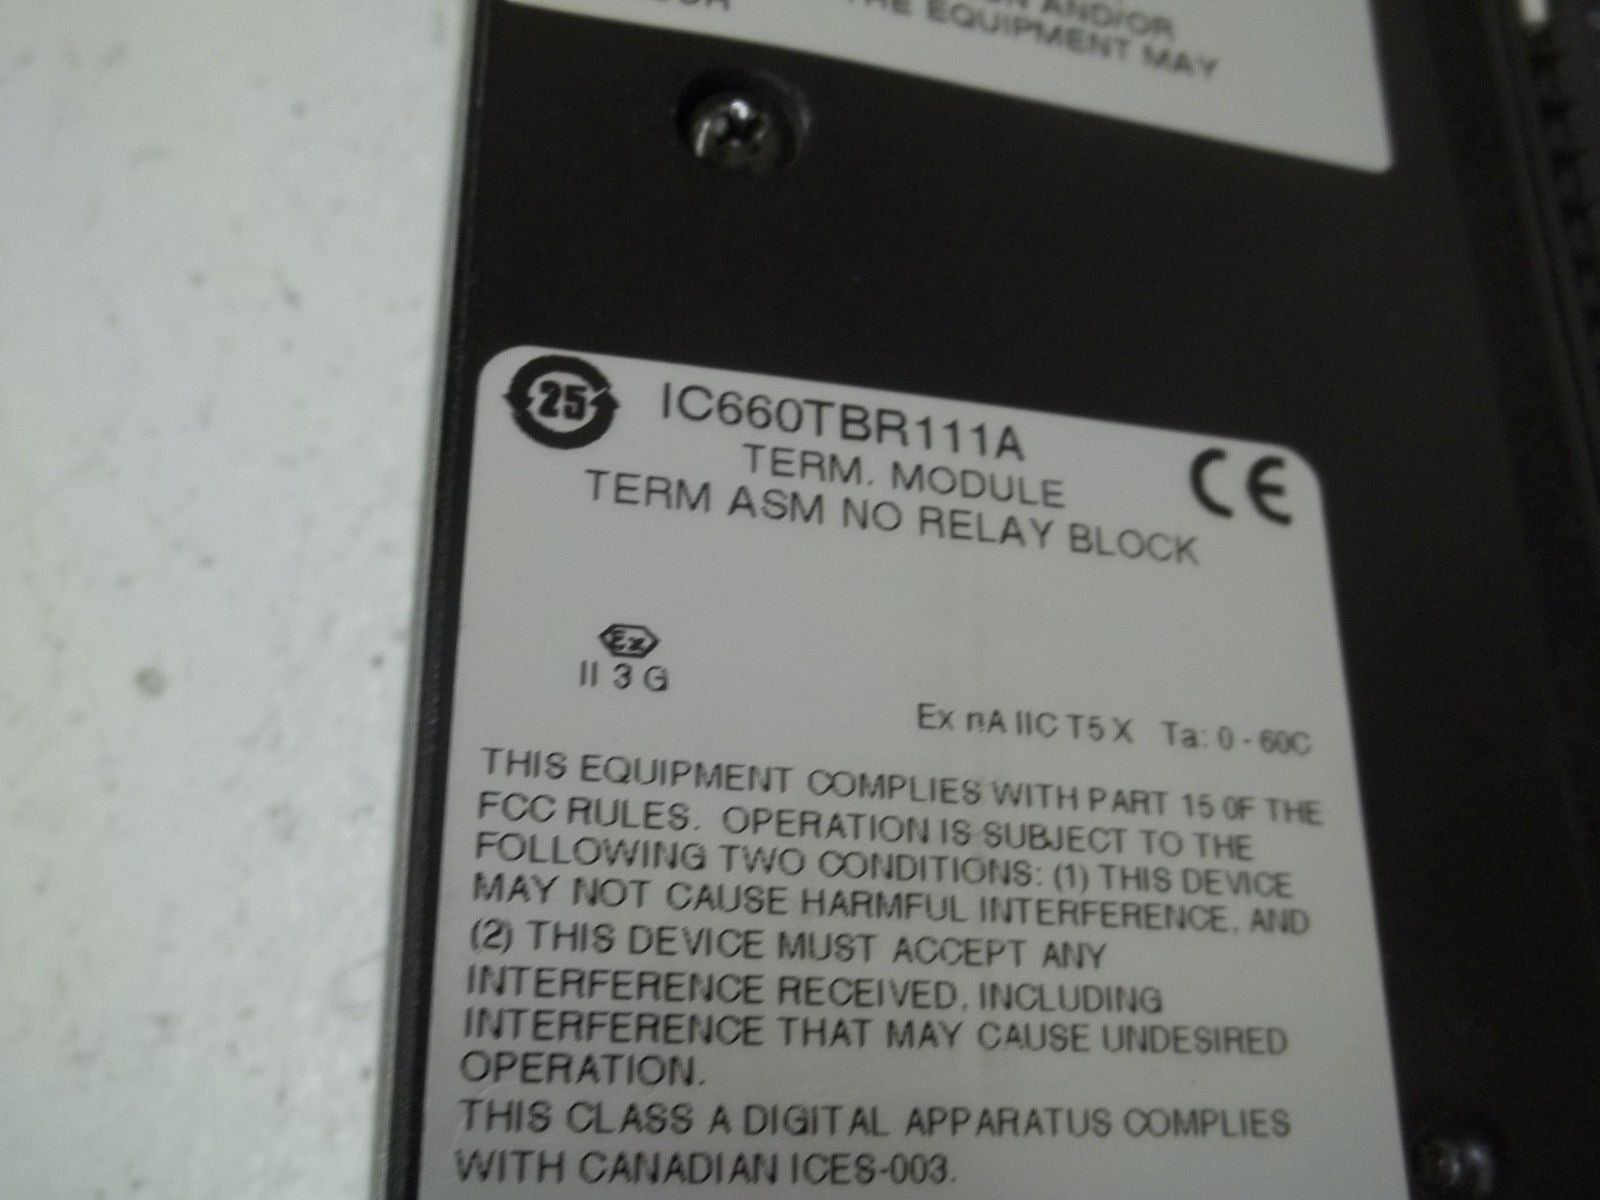 AND/OR
THE EQUIPMENT MAY
25
IC660TBR111A
TERM. MODULE
CE
TERM ASM NO RELAY BLOCK
Ex
II 3 G
Ex nA IIC T5 X Ta: 0 - 60C
THIS EQUIPMENT COMPLIES WITH PART 15 0F THE
FCC RULES. OPERATION IS SUBJECT TO THE
FOLLOWING TWO CONDITIONS: (1) THIS DEVICE
MAY NOT CAUSE HARMFUL INTERFERENCE, AND
(2) THIS DEVICE MUST ACCEPT ANY
INTERFERENCE RECEIVED, INCLUDING
INTERFERENCE THAT MAY CAUSE UNDESIRED
OPERATION.
THIS CLASS A DIGITAL APPARATUS COMPLIES
WITH CANADIAN ICES-003.